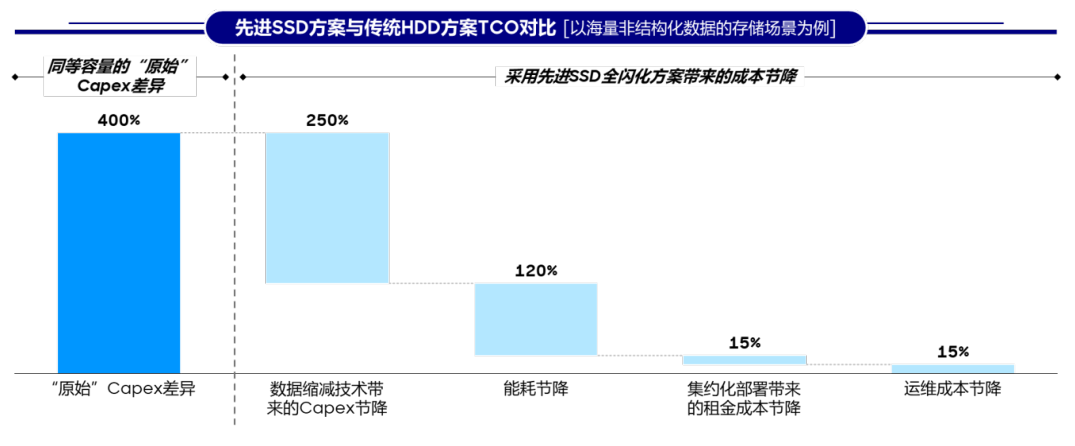 先进SSD方案与传统HDD方案TCO对比 [以海量非结构化数据的存储场景为例]
同等容量的“原始”
Capex差异
采用先进SSD全闪化方案带来的成本节降
400%
250%
120%
15%
15%
“原始”Capex差异
数据缩减技术带
来的Capex节降
能耗节降
集约化部署带来
的租金成本节降
运维成本节降